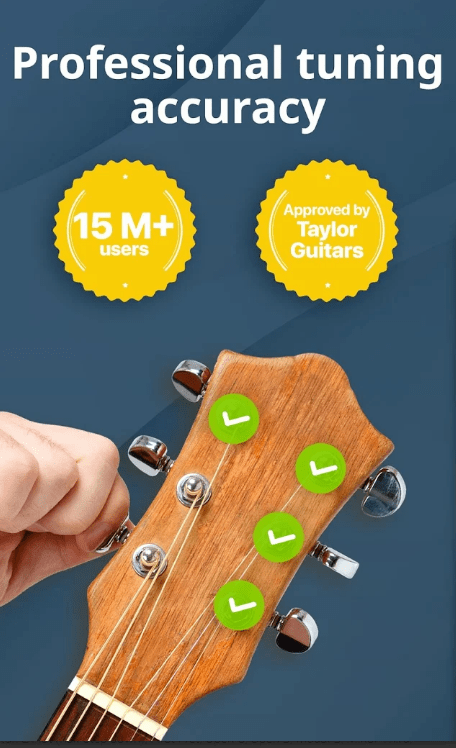 Professional tuning
accuracy
15 M+
users
Approved by
Taylor
Guitars